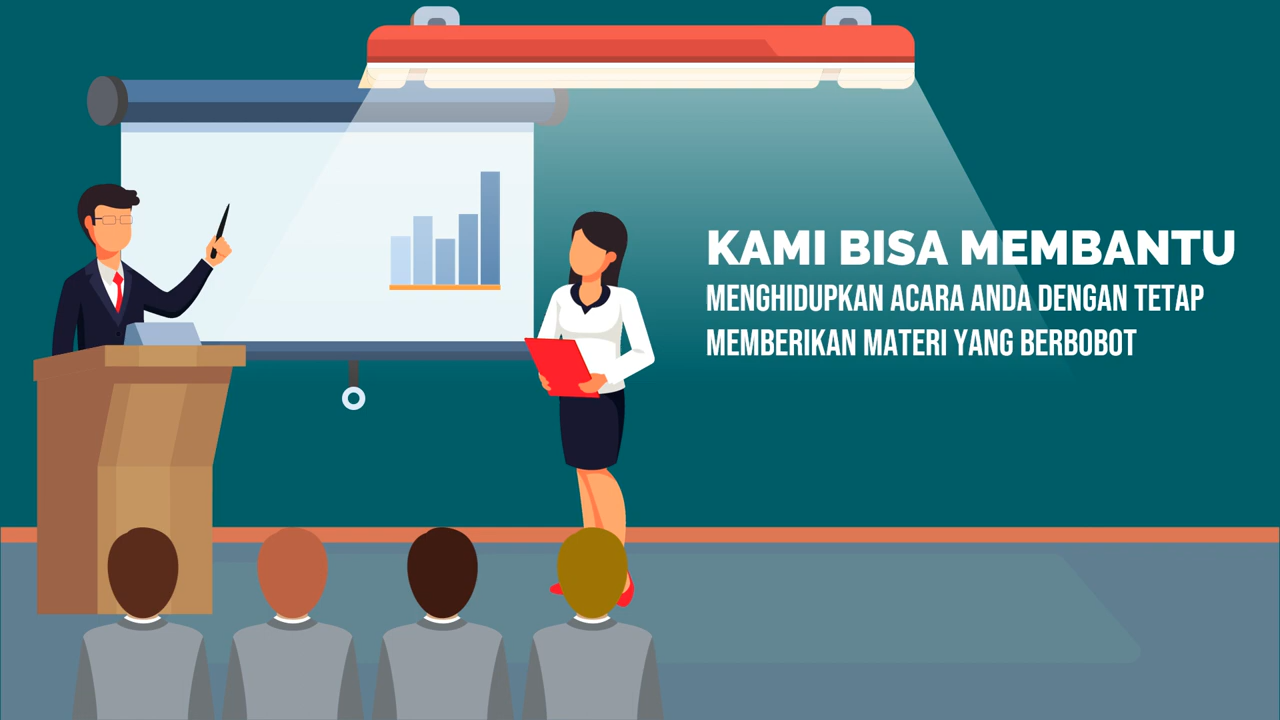 KAMI BISA MEMBANTU
MENGHIDUPKAN ACARA ANDA DENGAN TETAP
MEMBERIKAN MATERI YANG BERBOBOT